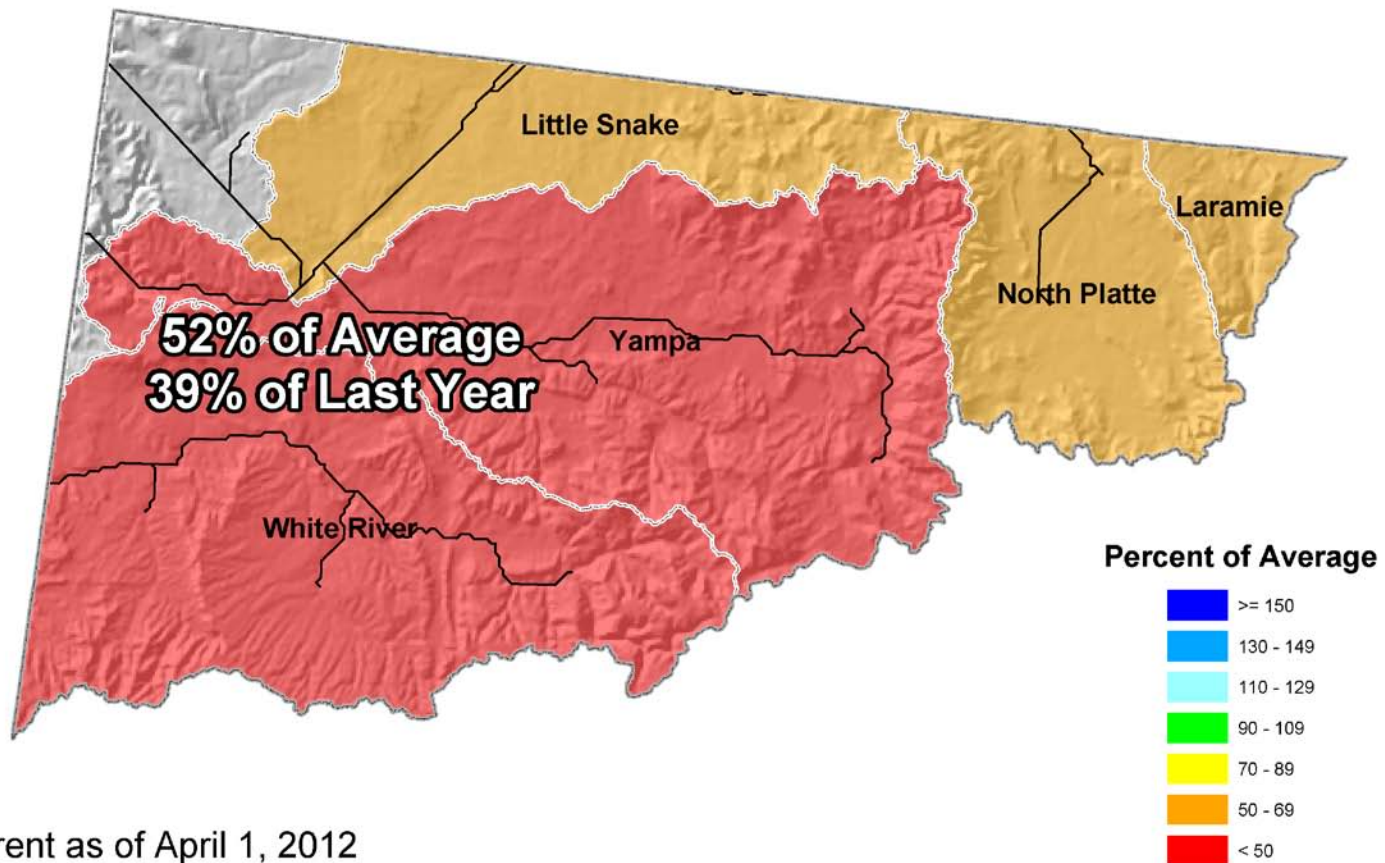 Little Snake
Laramie
North Platte
52% of Average
39% of Last Year
Yampa
White River
Percent of Average
>= 150
130 - 149
110 - 129
90 - 109
70 - 89
50 - 69
< 50
rent as of April 1, 2012